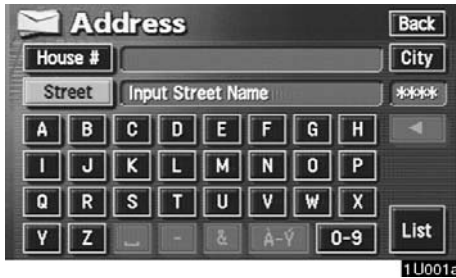 Address Back
House # City
Street Input Street Name ****
A B C D E F G H
I J K L M N O P
Q R S T U V W X
Y Z - & À-Ý 0-9 List
1U001a